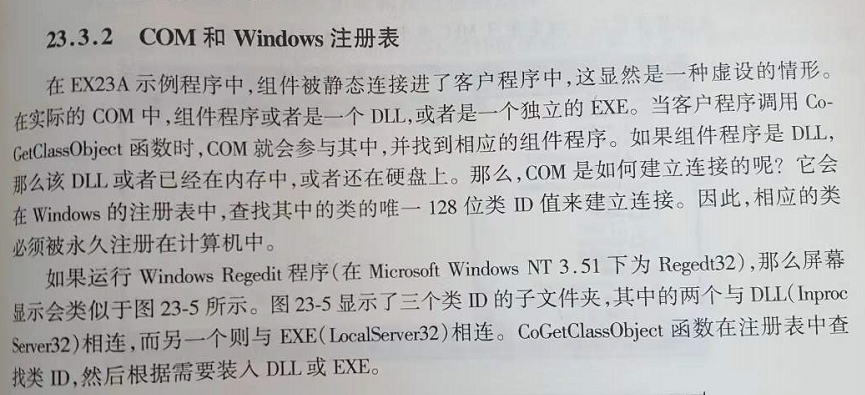 23.3.2 COM 和 Windows 注册表
在 EX23A 示例程序中,组件被静态连接进了客户程序中,这显然是一种虚设的情形。
在实际的 COM 中,组件程序或者是一个 DLL,或者是一个独立的 EXE。当客户程序调用 Co-
GetClassObject 函数时,COM 就会参与其中,并找到相应的组件程序。如果组件程序是 DLL,
那么该 DLL 或者已经在内存中,或者还在硬盘上。那么,COM 是如何建立连接的呢? 它会
在 Windows 的注册表中,查找其中的类的唯一 128 位类 ID 值来建立连接。因此,相应的类
必须被永久注册在计算机中。
如果运行 Windows Regedit 程序(在 Microsoft Windows NT 3.51 下为 Regedt32),那么屏幕
显示会类似于图 23-5 所示。图 23-5 显示了三个类 ID 的子文件夹,其中的两个与 DLL(Inproc
Server32)相连,而另一个则与 EXE(LocalServer32)相连。CoGetClassObject 函数在注册表中查
找类 ID,然后根据需要装入 DLL 或 EXE。